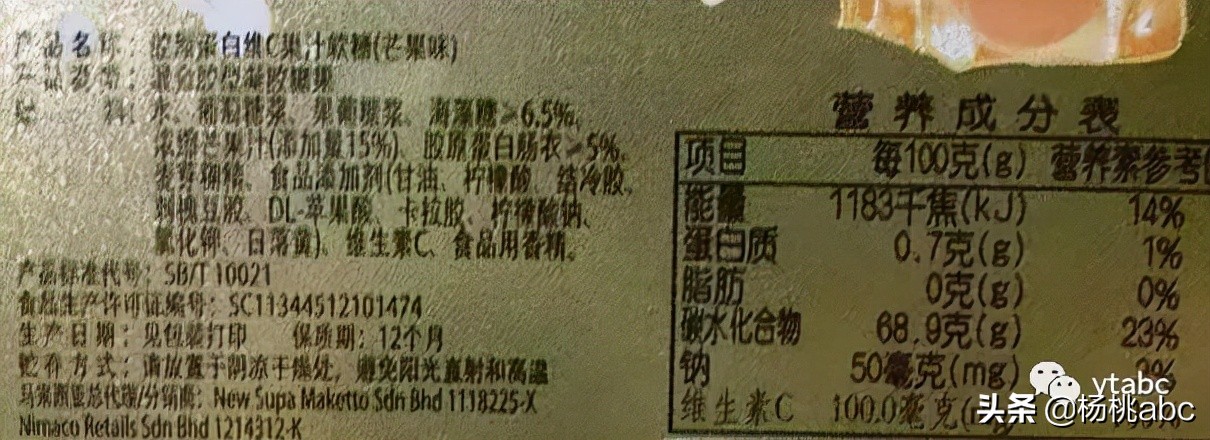 产品名称：胶原蛋白维C果汁软糖(芒果味)
产品类型：混合胶型凝胶糖果
配 料：水、葡萄糖浆、果葡糖浆、海藻糖≥6.5%、
浓缩芒果汁(添加量15%)、胶原蛋白肠衣≥5%、
麦芽糊精、食品添加剂(甘油、柠檬酸、结冷胶、
刺槐豆胶、DL-苹果酸、卡拉胶、柠檬酸钠、
氯化钾、日落黄)、维生素C、食品用香精。
产品标准代号：SB/T 10021
食品生产许可证编号：SC11344512101474
生产日期：见包装打印 保质期：12个月
贮存方式：请放置于阴凉干燥处，避免阳光直射和高温
马来西亚总代理/分销商：New Supa Maketto Sdn Bhd 1118225-X
Nimaco Retails Sdn Bhd 1214312-K
营养成分表
项目 每100克(g) 营养素参考
能量 1183千焦(kJ) 14%
蛋白质 0.7克(g) 1%
脂肪 0克(g) 0%
碳水化合物 68.9克(g) 23%
钠 50毫克(mg)
维生素C 100.0毫克
ytabc
头条 @杨桃abc